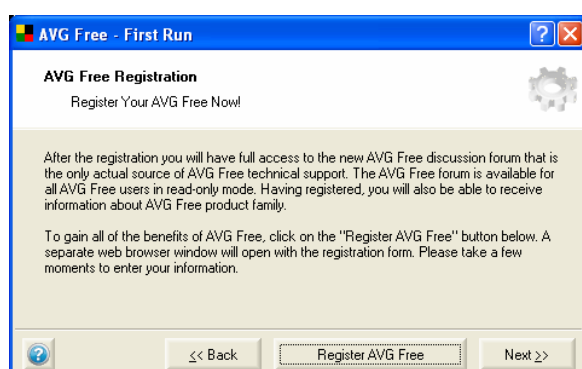 AVG Free - First Run
AVG Free Registration
Register Your AVG Free Now!
After the registration you will have full access to the new AVG Free discussion forum that is
the only actual source of AVG Free technical support. The AVG Free forum is available for
all AVG Free users in read-only mode. Having registered, you will also be able to receive
information about AVG Free product family.
To gain all of the benefits of AVG Free, click on the "Register AVG Free" button below. A
separate web browser window will open with the registration form. Please take a few
moments to enter your information.
<< Back
Register AVG Free
Next >>